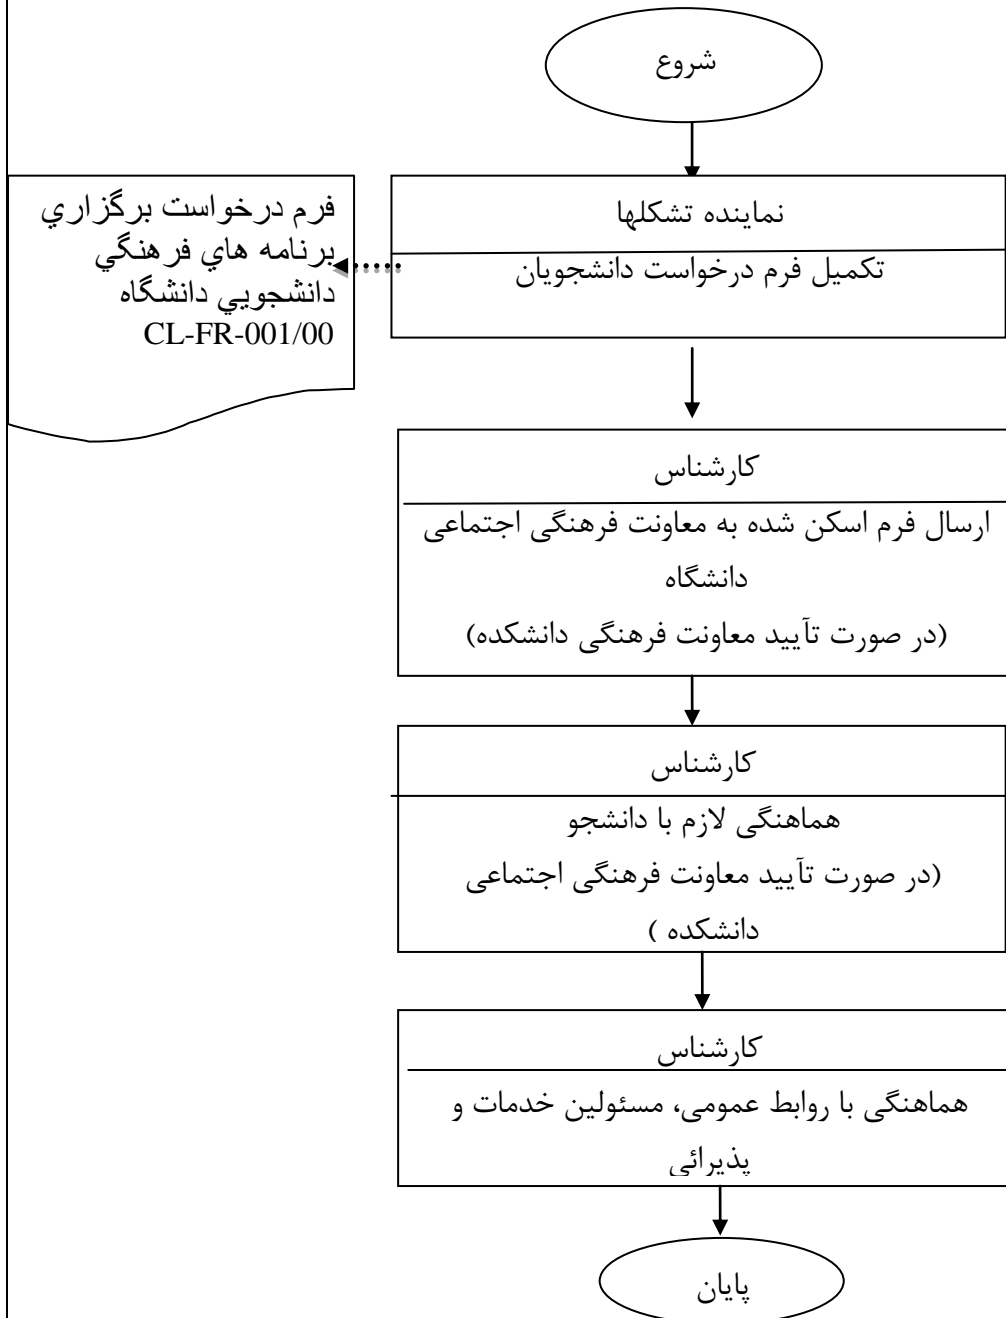 شروع
نماینده تشکلها
تکمیل فرم درخواست دانشجویان
فرم درخواست برگزاري
برنامه هاي فرهنگي
دانشجويي دانشگاه
CL-FR-001/00
کارشناس
ارسال فرم اسکن شده به معاونت فرهنگی اجتماعی
دانشگاه
(در صورت تآیید معاونت فرهنگی دانشکده)
کارشناس
هماهنگی لازم با دانشجو
(در صورت تآیید معاونت فرهنگی اجتماعی
دانشکده )
کارشناس
هماهنگی با روابط عمومی، مسئولین خدمات و
پذیرائی
پایان